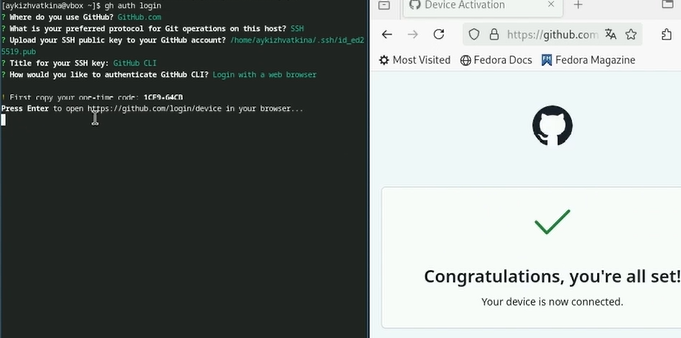 [aykizhvatkina@vbox ~]$ gh auth login
? Where do you use GitHub? GitHub.com
? What is your preferred protocol for Git operations on this host? SSH
? Upload your SSH public key to your GitHub account? /home/aykizhvatkina/.ssh/id_ed2
5519.pub
? Title for your SSH key: GitHub CLI
? How would you like to authenticate GitHub CLI? Login with a web browser
! First copy your one-time code: 1CE9-64CD
Press Enter to open https://github.com/login/device in your browser...
Device Activation
https://github.com
Most Visited
Fedora Docs
Fedora Magazine
Congratulations, you're all set!
Your device is now connected.